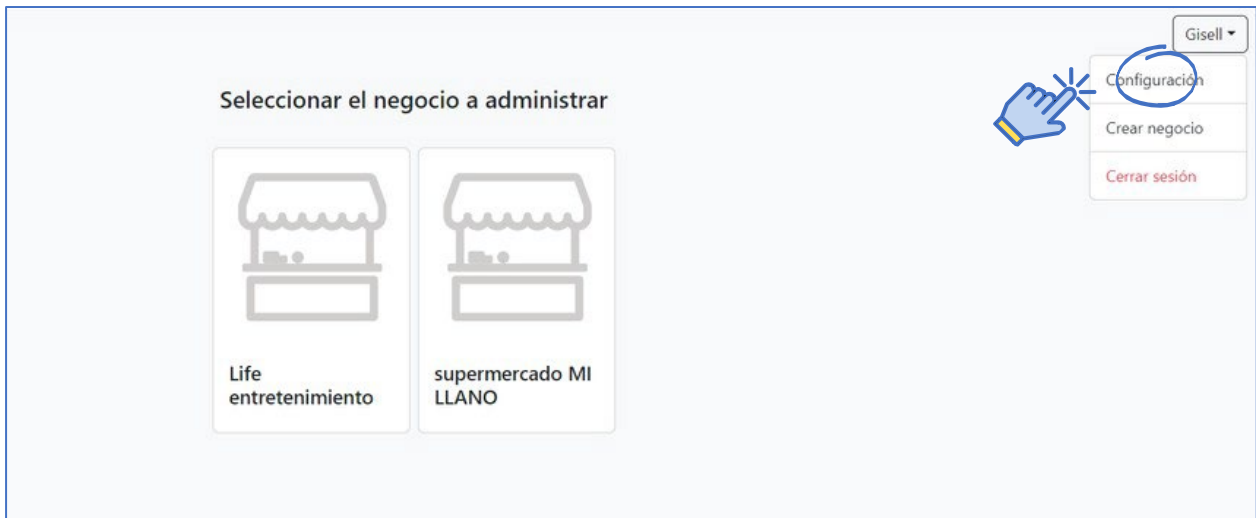 Gisell
Configuración
Seleccionar el negocio a administrar
Crear negocio
Cerrar sesión
Life
entretenimiento
supermercado MI
LLANO